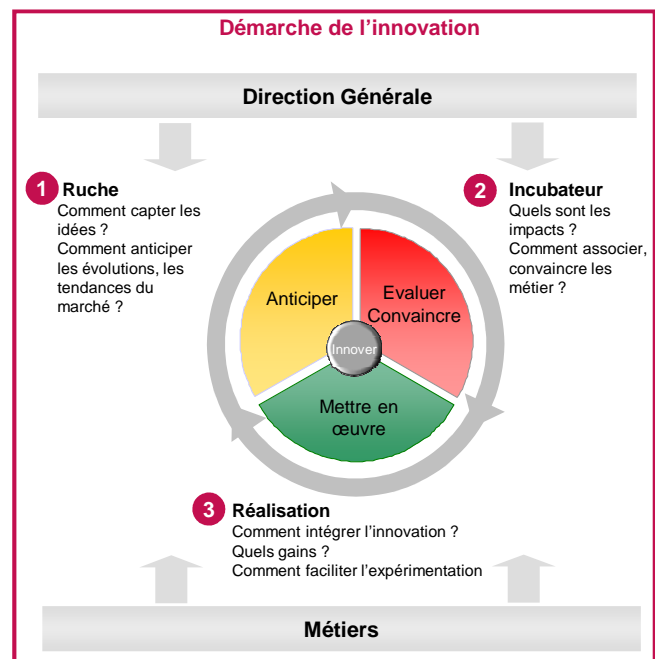 Démarche de l'innovation
Direction Générale
1 Ruche
Comment capter les
idées ?
Comment anticiper
les évolutions, les
tendances du
marché ?
2 Incubateur
Quels sont les
impacts ?
Comment associer,
convaincre les
métier ?
Anticiper
Evaluer
Convaincre
Innover
Mettre en
œuvre
3 Réalisation
Comment intégrer l'innovation ?
Quels gains ?
Comment faciliter l'expérimentation
Métiers